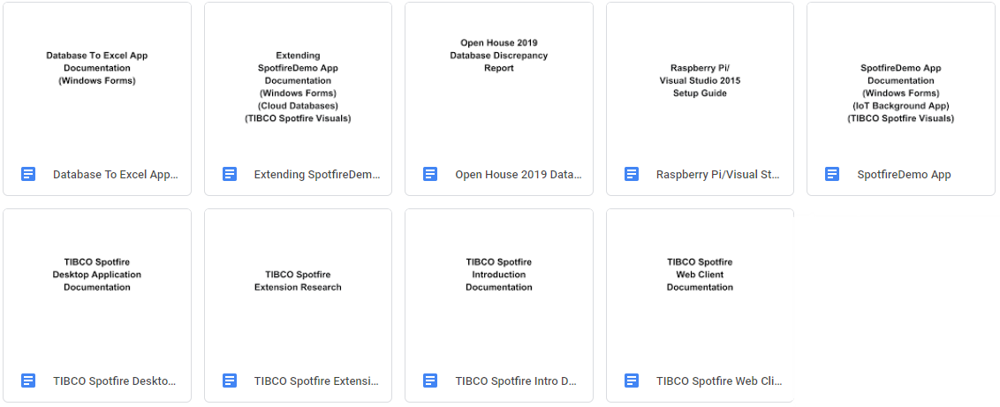 Database To Excel App
Documentation
(Windows Forms)
Database To Excel App...
Extending
SpotfireDemo App
Documentation
(Windows Forms)
(Cloud Databases)
(TIBCO Spotfire Visuals)
Extending SpotfireDem...
Open House 2019
Database Discrepancy
Report
Open House 2019 Data...
Raspberry Pi/
Visual Studio 2015
Setup Guide
Raspberry Pi/Visual St...
SpotfireDemo App
Documentation
(Windows Forms)
(IoT Background App)
(TIBCO Spotfire Visuals)
SpotfireDemo App
TIBCO Spotfire
Desktop Application
Documentation
TIBCO Spotfire Deskto...
TIBCO Spotfire
Extension Research
TIBCO Spotfire Extensi...
TIBCO Spotfire
Introduction
Documentation
TIBCO Spotfire Intro D...
TIBCO Spotfire
Web Client
Documentation
TIBCO Spotfire Web Cli...